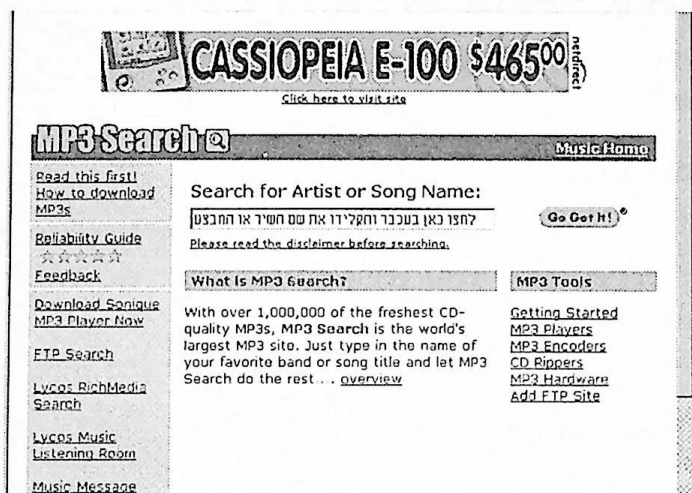 CASSIOPEIA E-100 $46500
netdirect
Click here to visit site
MP3 Search
Music Home
Read this first!
How to download
MP3s
Reliability Guide
☆☆☆☆☆
Feedback
Download Sonique
MP3 Player Now
FTP Search
Lycos RichMedia
Search
Lycos Music
Listening Room
Music Message
Search for Artist or Song Name:
לחצו כאן בעכבר והקלידו את שם השיר או המבצע
Go Get It!
Please read the disclaimer before searching.
What Is MP3 Search?
With over 1,000,000 of the freshest CD-
quality MP3s, MP3 Search is the world's
largest MP3 site. Just type in the name of
your favorite band or song title and let MP3
Search do the rest ... overview
MP3 Tools
Getting Started
MP3 Players
MP3 Encoders
CD Rippers
MP3 Hardware
Add FTP Site